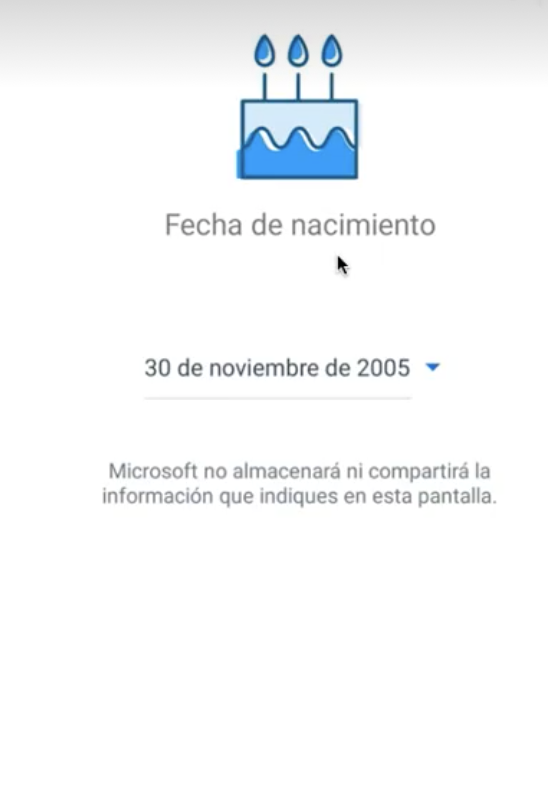 Fecha de nacimiento
30 de noviembre de 2005
Microsoft no almacenará ni compartirá la
información que indiques en esta pantalla.